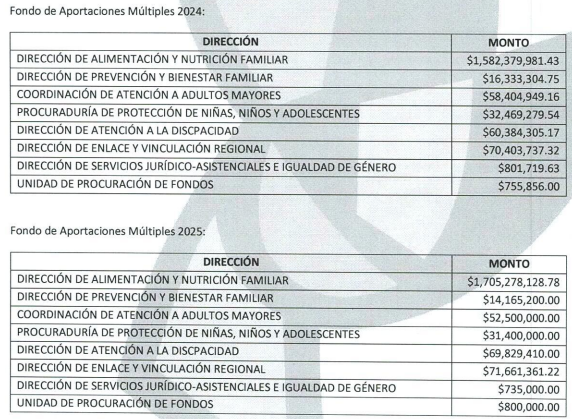 Fondo de Aportaciones Múltiples 2024:
DIRECCIÓN MONTO
DIRECCIÓN DE ALIMENTACIÓN Y NUTRICIÓN FAMILIAR $1,582,379,981.43
DIRECCIÓN DE PREVENCIÓN Y BIENESTAR FAMILIAR $16,333,304.75
COORDINACIÓN DE ATENCIÓN A ADULTOS MAYORES $58,404,949.16
PROCURADURÍA DE PROTECCIÓN DE NIÑAS, NIÑOS Y ADOLESCENTES $32,469,279.54
DIRECCIÓN DE ATENCIÓN A LA DISCPACIDAD $60,384,305.17
DIRECCIÓN DE ENLACE Y VINCULACIÓN REGIONAL $70,403,737.32
DIRECCIÓN DE SERVICIOS JURÍDICO-ASISTENCIALES E IGUALDAD DE GÉNERO $801,719.63
UNIDAD DE PROCURACIÓN DE FONDOS $755,856.00
Fondo de Aportaciones Múltiples 2025:
DIRECCIÓN MONTO
DIRECCIÓN DE ALIMENTACIÓN Y NUTRICIÓN FAMILIAR $1,705,278,128.78
DIRECCIÓN DE PREVENCIÓN Y BIENESTAR FAMILIAR $14,165,200.00
COORDINACIÓN DE ATENCIÓN A ADULTOS MAYORES $52,500,000.00
PROCURADURÍA DE PROTECCIÓN DE NIÑAS, NIÑOS Y ADOLESCENTES $31,400,000.00
DIRECCIÓN DE ATENCIÓN A LA DISCPACIDAD $69,829,410.00
DIRECCIÓN DE ENLACE Y VINCULACIÓN REGIONAL $71,661,361.22
DIRECCIÓN DE SERVICIOS JURÍDICO-ASISTENCIALES E IGUALDAD DE GÉNERO $735,000.00
UNIDAD DE PROCURACIÓN DE FONDOS $800,000.00